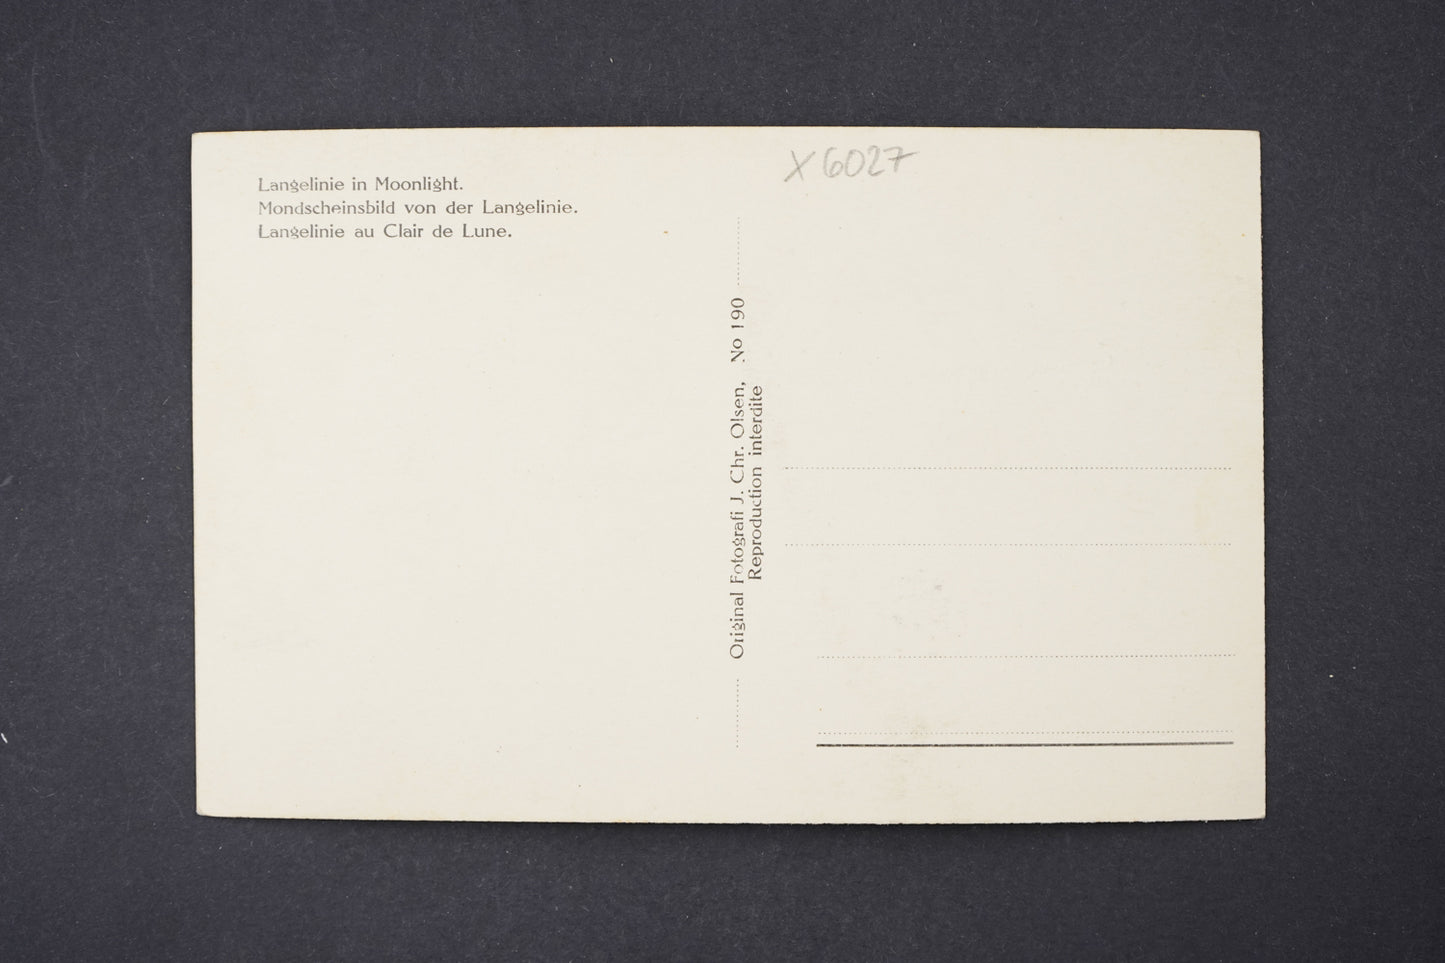 Langelinie in Moonlight.
Mondscheinsbild von der Langelinie.
Langelinie au Clair de Lune.
X 6027
Original Fotografi J. Chr. Olsen, No 190
Reproduction interdite